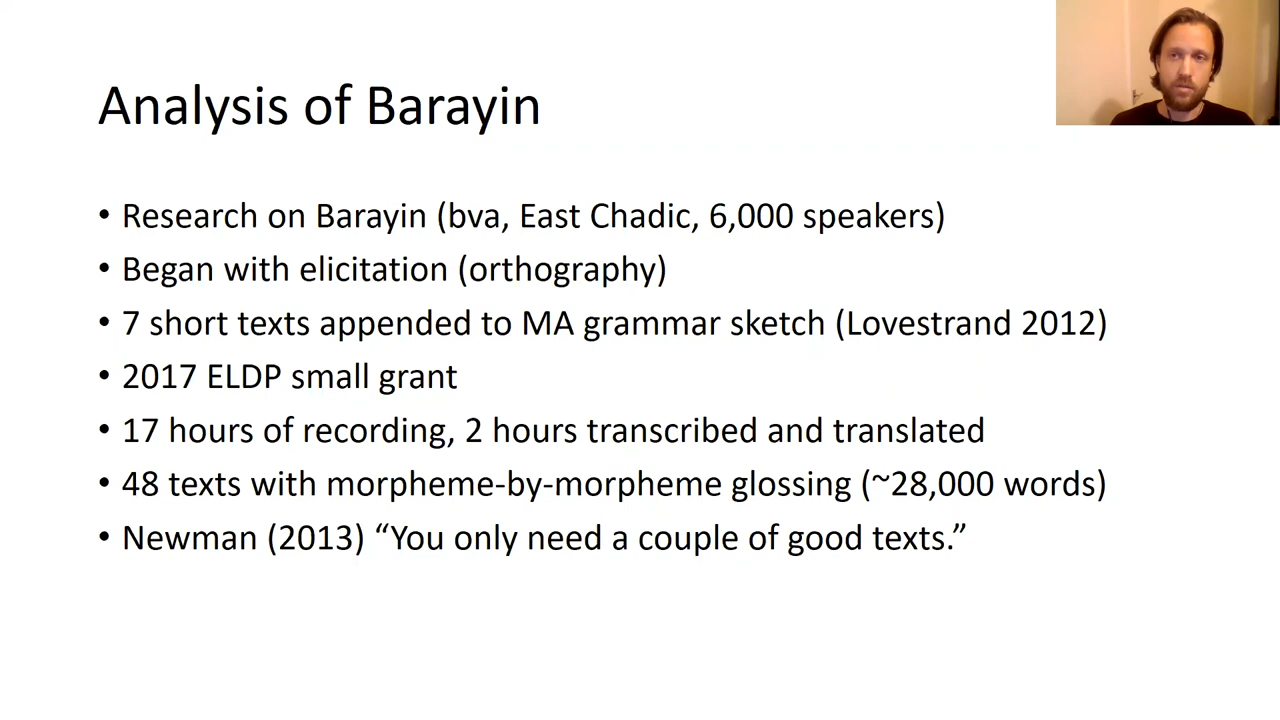 Analysis of Barayin
• Research on Barayin (bva, East Chadic, 6,000 speakers)
• Began with elicitation (orthography)
• 7 short texts appended to MA grammar sketch (Lovestrand 2012)
• 2017 ELDP small grant
• 17 hours of recording, 2 hours transcribed and translated
• 48 texts with morpheme-by-morpheme glossing (~28,000 words)
• Newman (2013) “You only need a couple of good texts.”